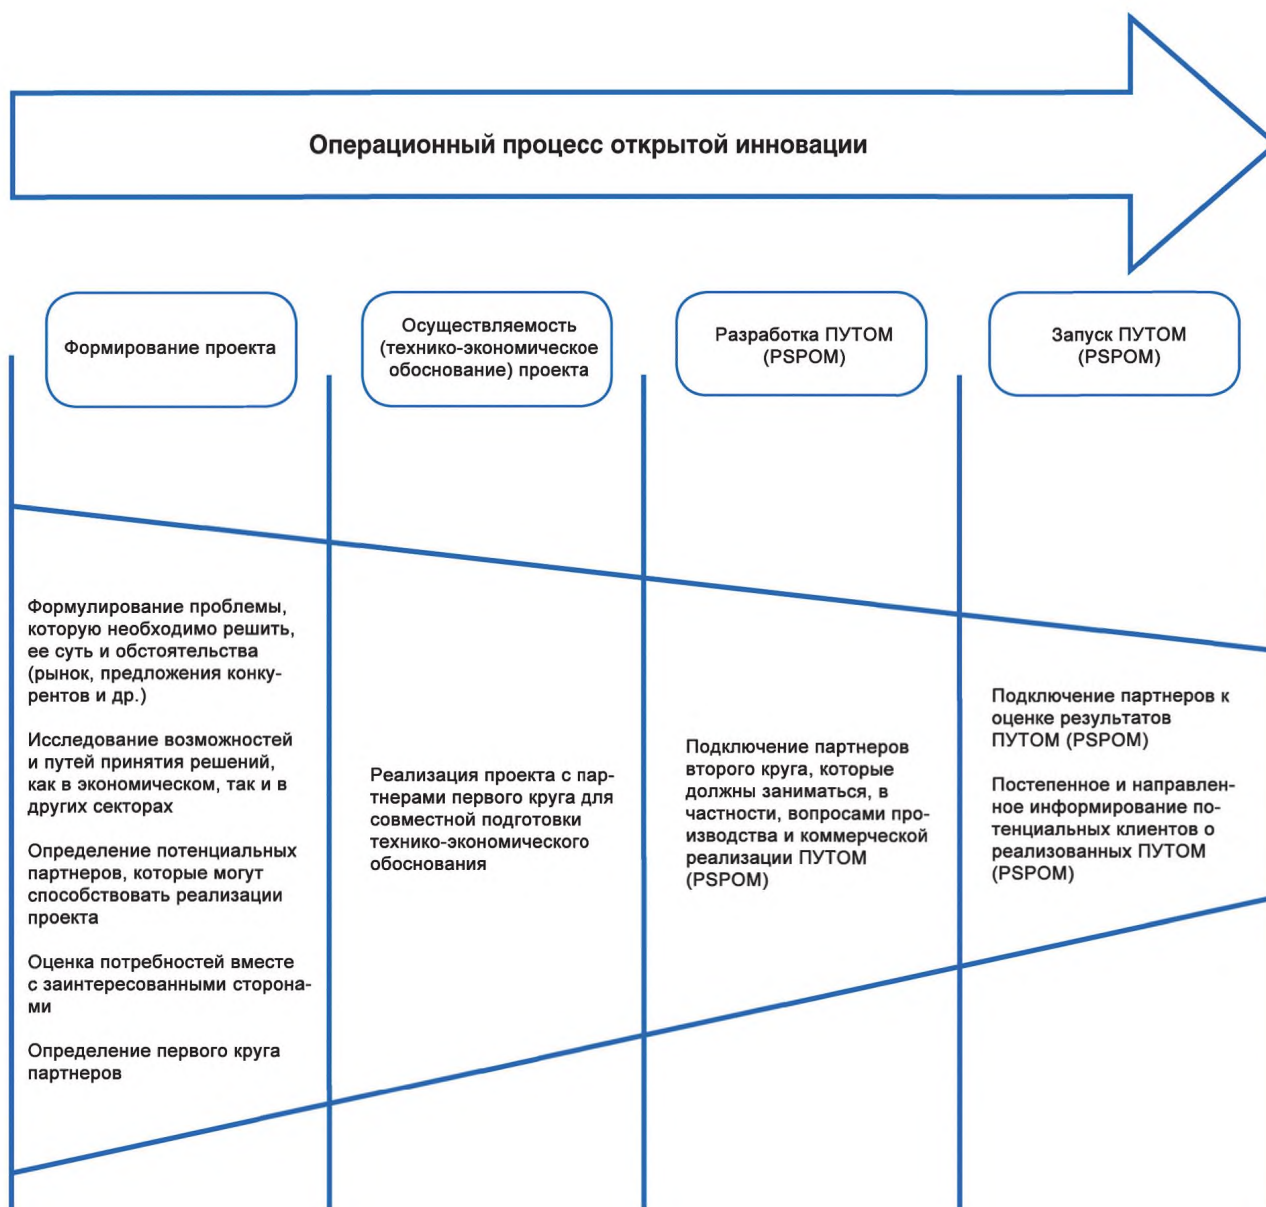 Операционный процесс открытой инновации
Формирование проекта
Осуществляемость
(технико-экономическое
обоснование) проекта
Разработка ПУТОМ
(PSPOM)
Запуск ПУТОМ
(PSPOM)
Формулирование проблемы,
которую необходимо решить,
ее суть и обстоятельства
(рынок, предложения конку-
рентов и др.)
Исследование возможностей
и путей принятия решений,
как в экономическом, так и в
других секторах
Определение потенциальных
партнеров, которые могут
способствовать реализации
проекта
Оценка потребностей вместе
с заинтересованными сторона-
ми
Определение первого круга
партнеров
Реализация проекта с пар-
тнерами первого круга для
совместной подготовки
технико-экономического
обоснования
Подключение партнеров
второго круга, которые
должны заниматься, в
частности, вопросами про-
изводства и коммерческой
реализации ПУТОМ
(PSPOM)
Подключение партнеров к
оценке результатов
ПУТОМ (PSPOM)
Постепенное и направлен-
ное информирование по-
тенциальных клиентов о
реализованных ПУТОМ
(PSPOM)